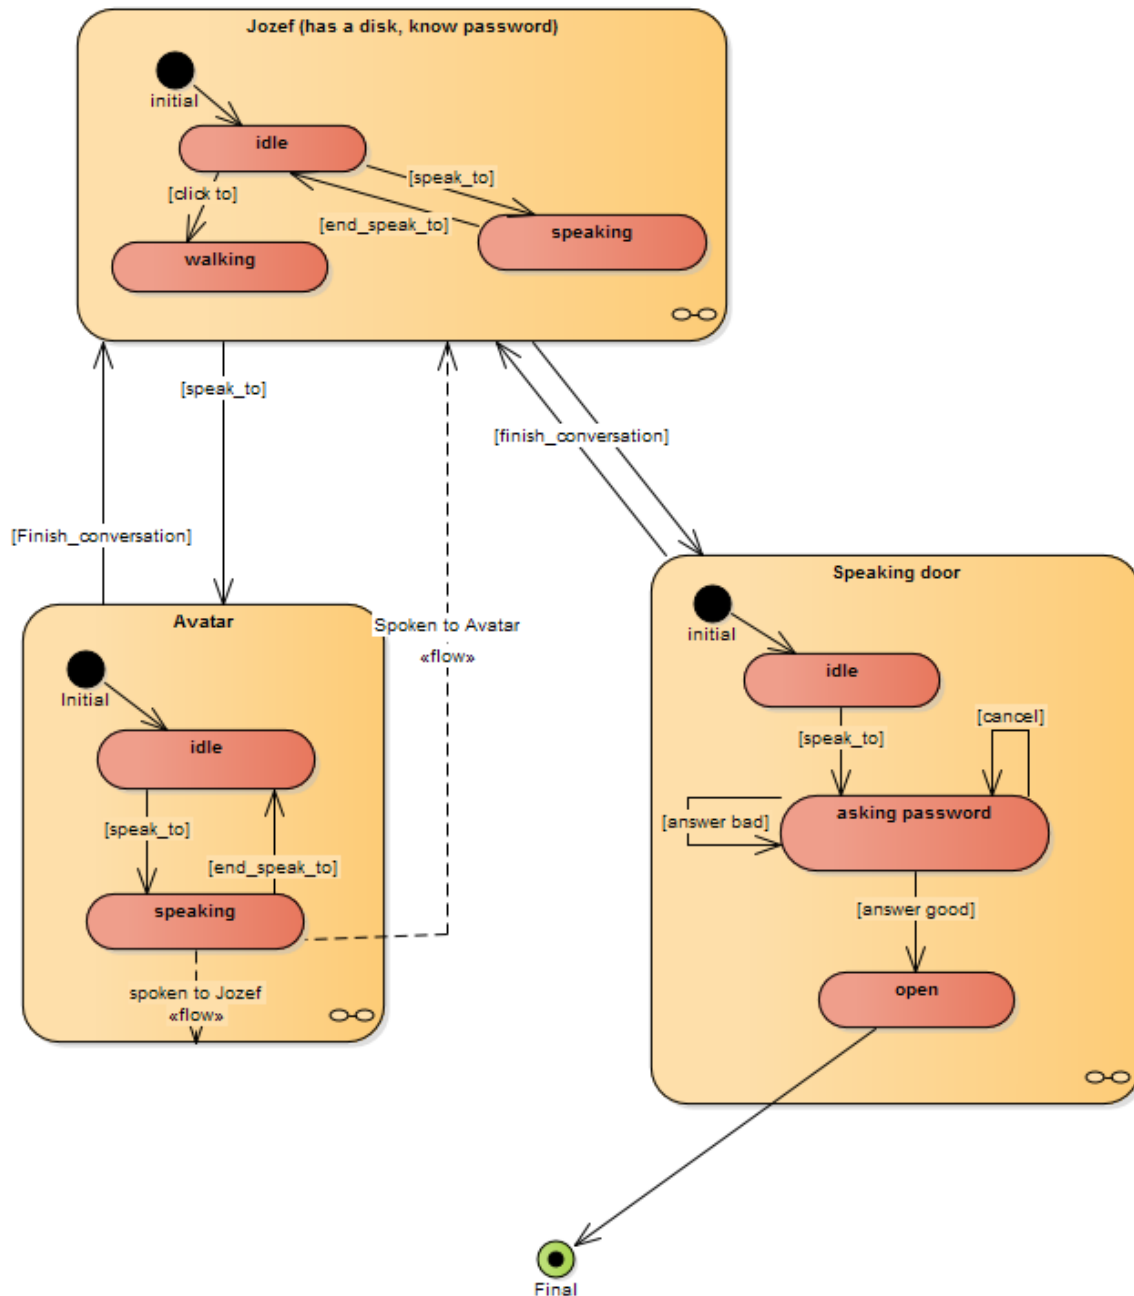 Jozef (has a disk, know password)
initial
idle
[click to]
[speak_to]
[end_speak_to]
speaking
walking
[speak_to]
[finish_conversation]
[Finish_conversation]
Spoken to Avatar
«flow»
Avatar
Initial
idle
[speak_to]
[end_speak_to]
speaking
spoken to Jozef
«flow»
Speaking door
initial
idle
[cancel]
[speak_to]
asking password
[answer bad]
[answer good]
open
Final